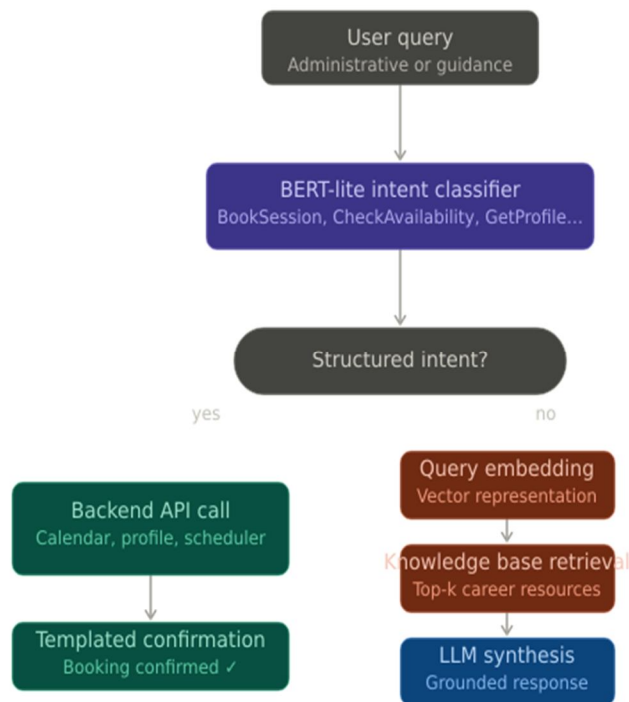 User query
Administrative or guidance
BERT-lite intent classifier
BookSession, CheckAvailability, GetProfile...
Structured intent?
yes
no
Backend API call
Calendar, profile, scheduler
Templated confirmation
Booking confirmed ✓
Query embedding
Vector representation
Knowledge base retrieval
Top-k career resources
LLM synthesis
Grounded response